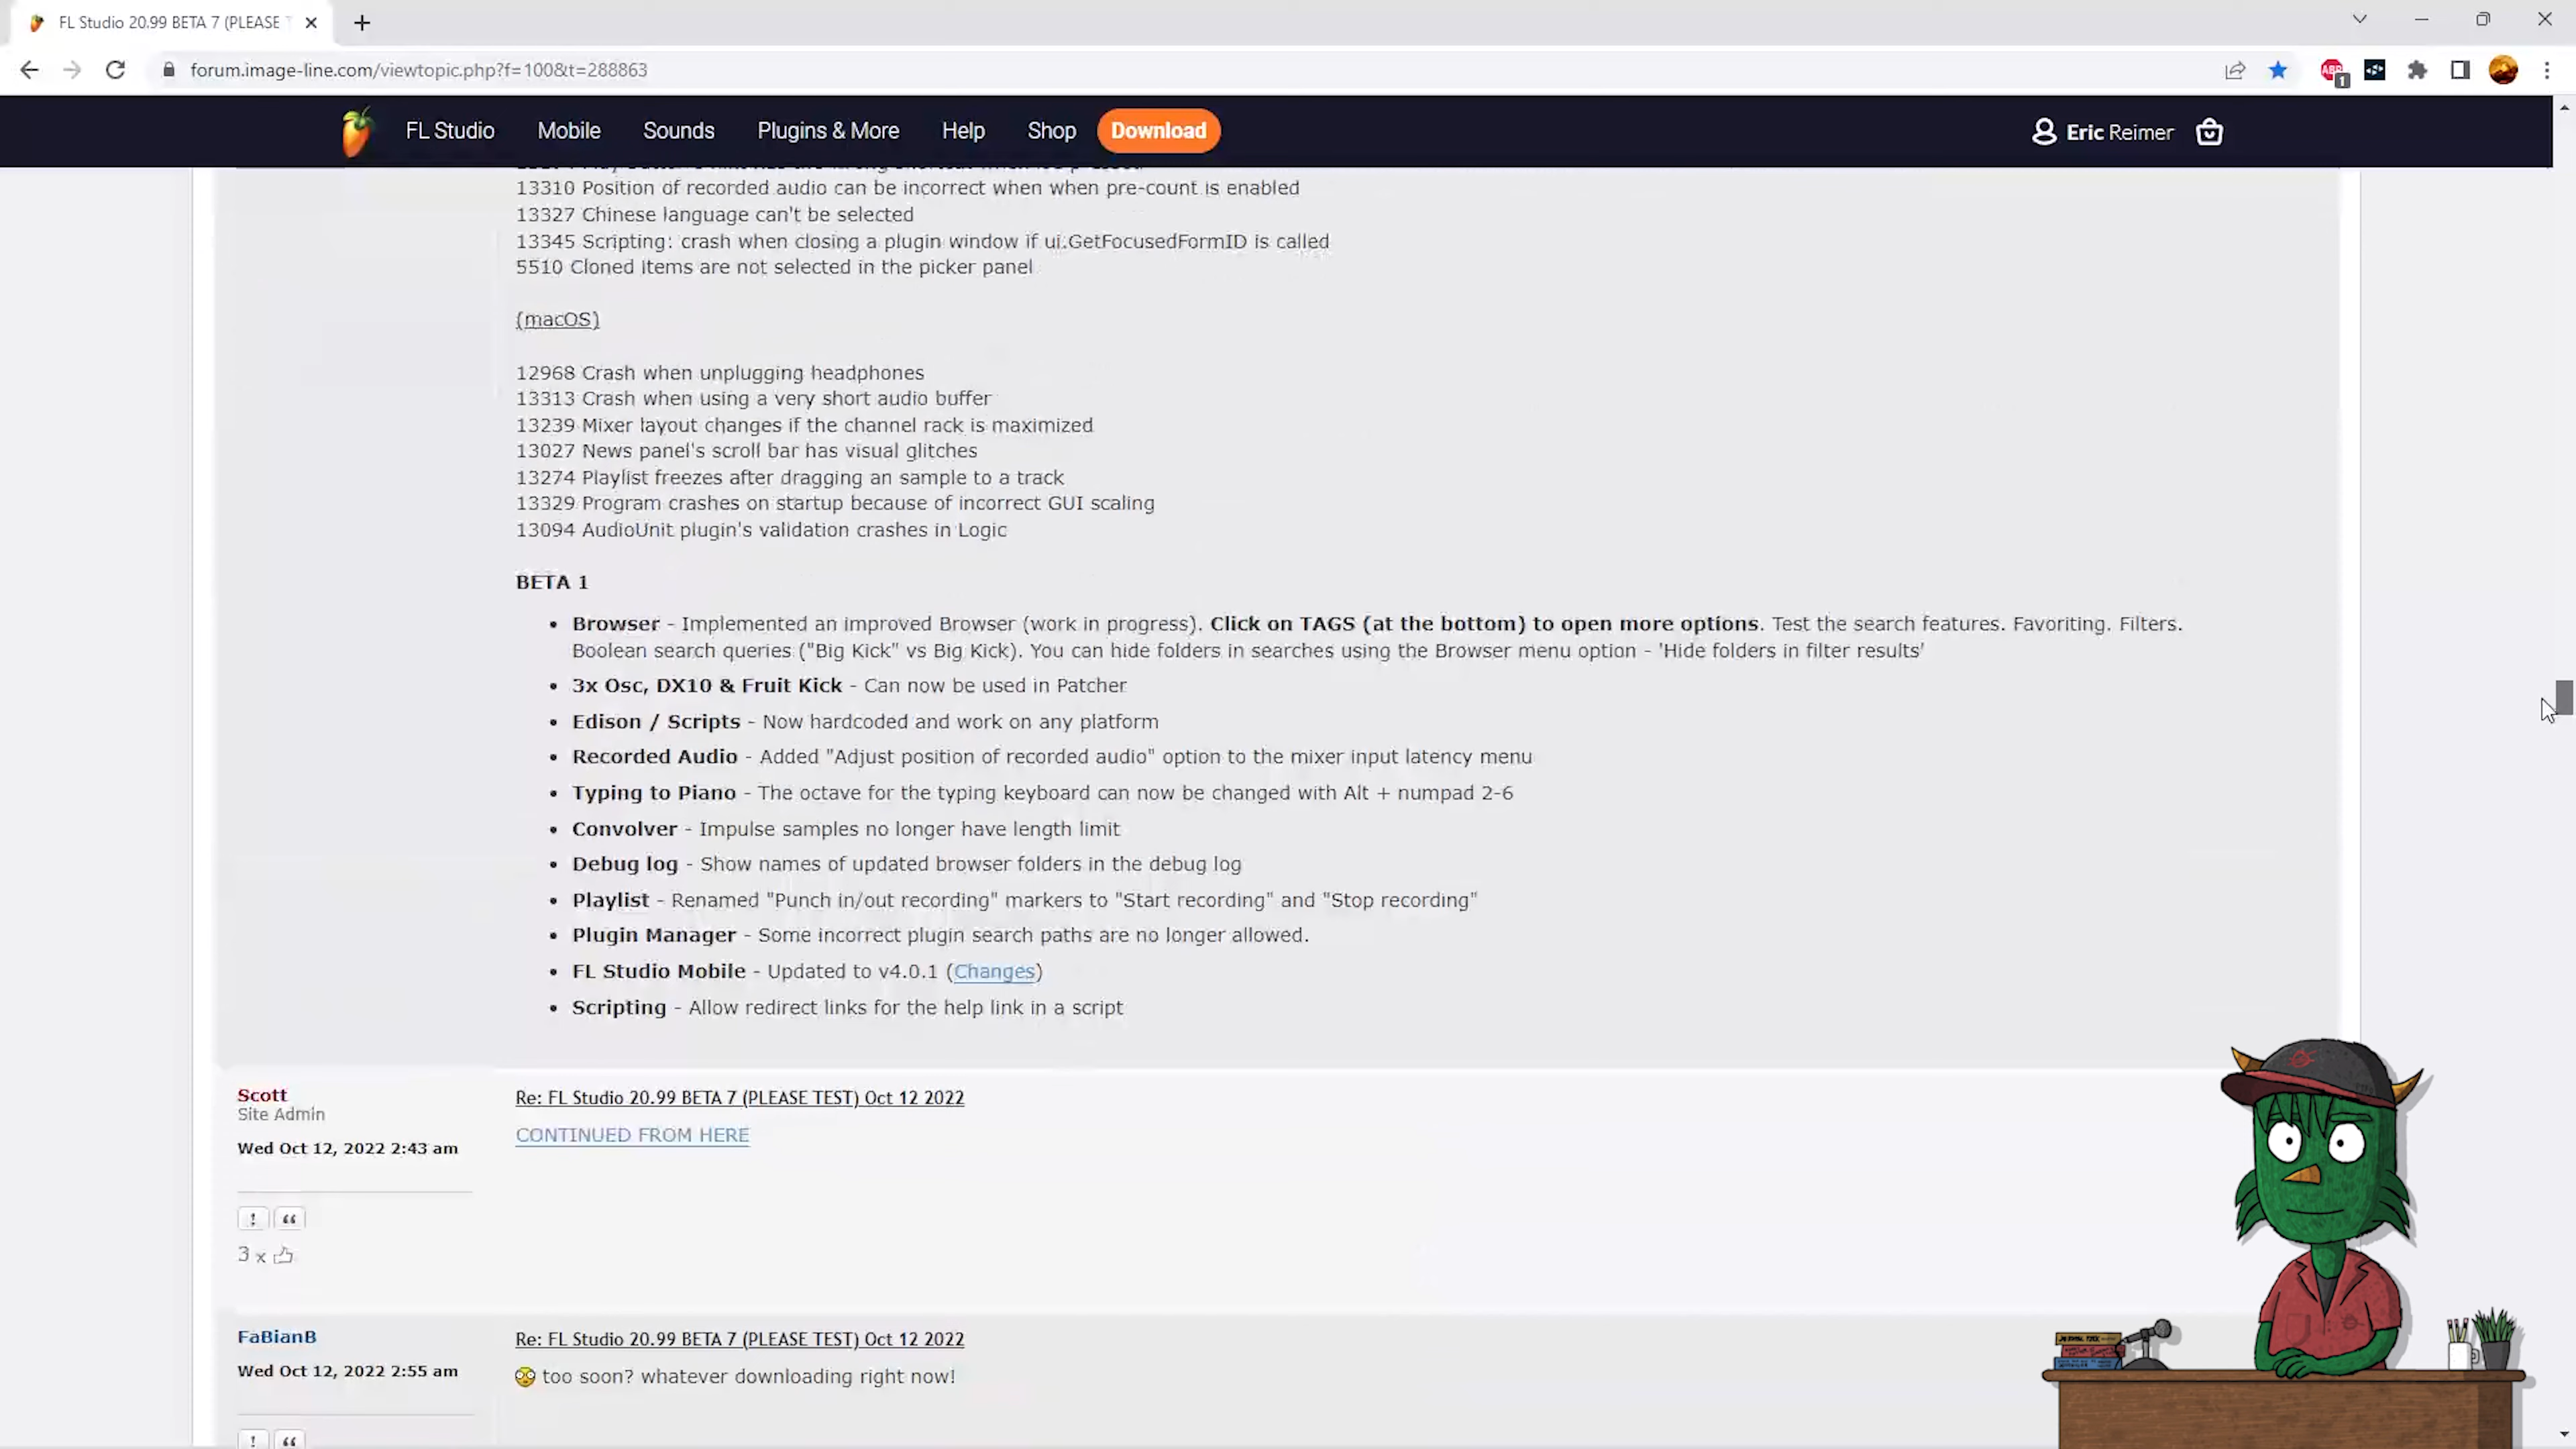 FL Studio 20.99 BETA 7 (PLEASE T
forum.image-line.com/viewtopic.php?f=100&t=288863
ABP
1
FL Studio
Mobile
Sounds
Plugins & More
Help
Shop
Download
Eric Reimer
13310 Position of recorded audio can be incorrect when when pre-count is enabled
13327 Chinese language can't be selected
13345 Scripting: crash when closing a plugin window if ui.GetFocusedFormID is called
5510 Cloned items are not selected in the picker panel
(macOS)
12968 Crash when unplugging headphones
13313 Crash when using a very short audio buffer
13239 Mixer layout changes if the channel rack is maximized
13027 News panel's scroll bar has visual glitches
13274 Playlist freezes after dragging an sample to a track
13329 Program crashes on startup because of incorrect GUI scaling
13094 AudioUnit plugin's validation crashes in Logic
BETA 1
• Browser - Implemented an improved Browser (work in progress). Click on TAGS (at the bottom) to open more options. Test the search features. Favoriting. Filters.
Boolean search queries ("Big Kick" vs Big Kick). You can hide folders in searches using the Browser menu option - 'Hide folders in filter results'
• 3x Osc, DX10 & Fruit Kick - Can now be used in Patcher
• Edison / Scripts - Now hardcoded and work on any platform
• Recorded Audio - Added "Adjust position of recorded audio" option to the mixer input latency menu
• Typing to Piano - The octave for the typing keyboard can now be changed with Alt + numpad 2-6
• Convolver - Impulse samples no longer have length limit
• Debug log - Show names of updated browser folders in the debug log
• Playlist - Renamed "Punch in/out recording" markers to "Start recording" and "Stop recording"
• Plugin Manager - Some incorrect plugin search paths are no longer allowed.
• FL Studio Mobile - Updated to v4.0.1 (Changes)
• Scripting - Allow redirect links for the help link in a script
Scott
Site Admin
Wed Oct 12, 2022 2:43 am
Re: FL Studio 20.99 BETA 7 (PLEASE TEST) Oct 12 2022
CONTINUED FROM HERE
! “
3 x
FaBianB
Wed Oct 12, 2022 2:55 am
Re: FL Studio 20.99 BETA 7 (PLEASE TEST) Oct 12 2022
too soon? whatever downloading right now!
! “